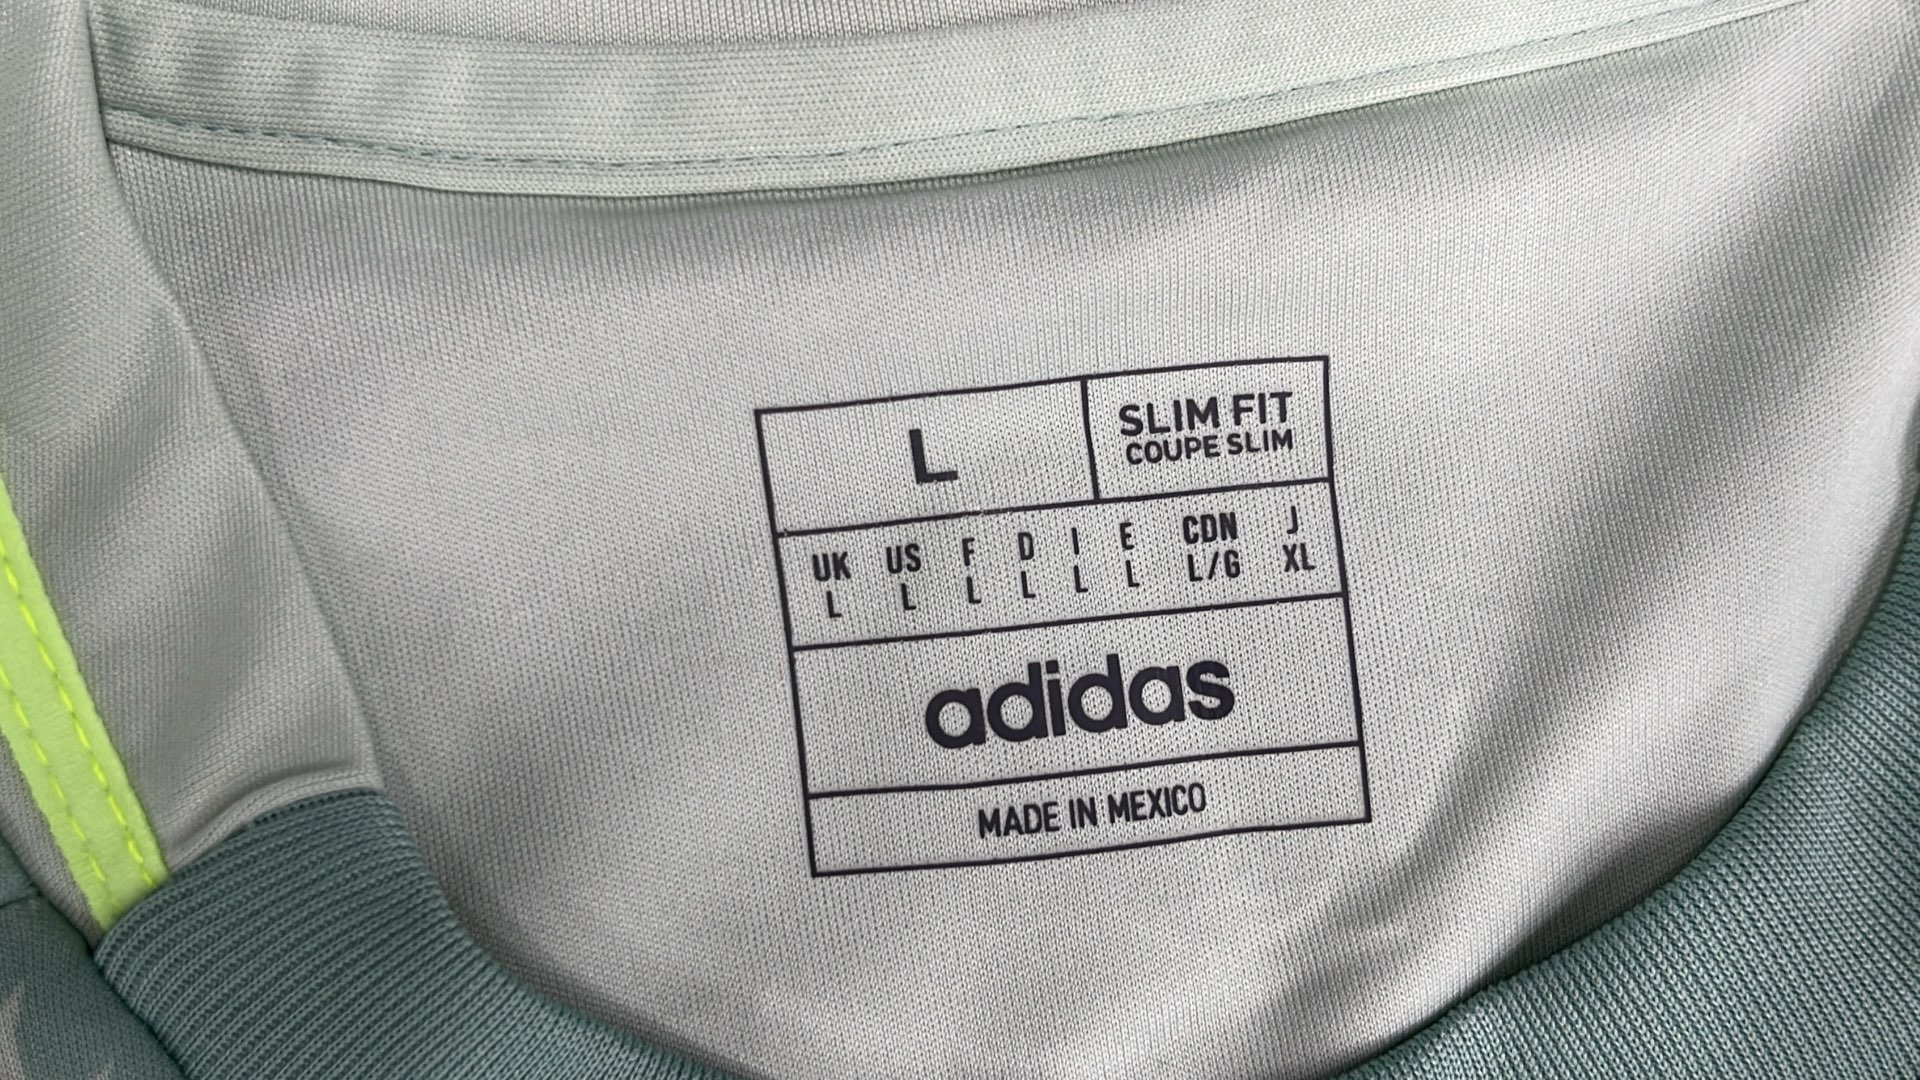 L
SLIM FIT
COUPE SLIM
UK US F D I E CDN J
L L L L L L L/G XL
adidas
MADE IN MEXICO